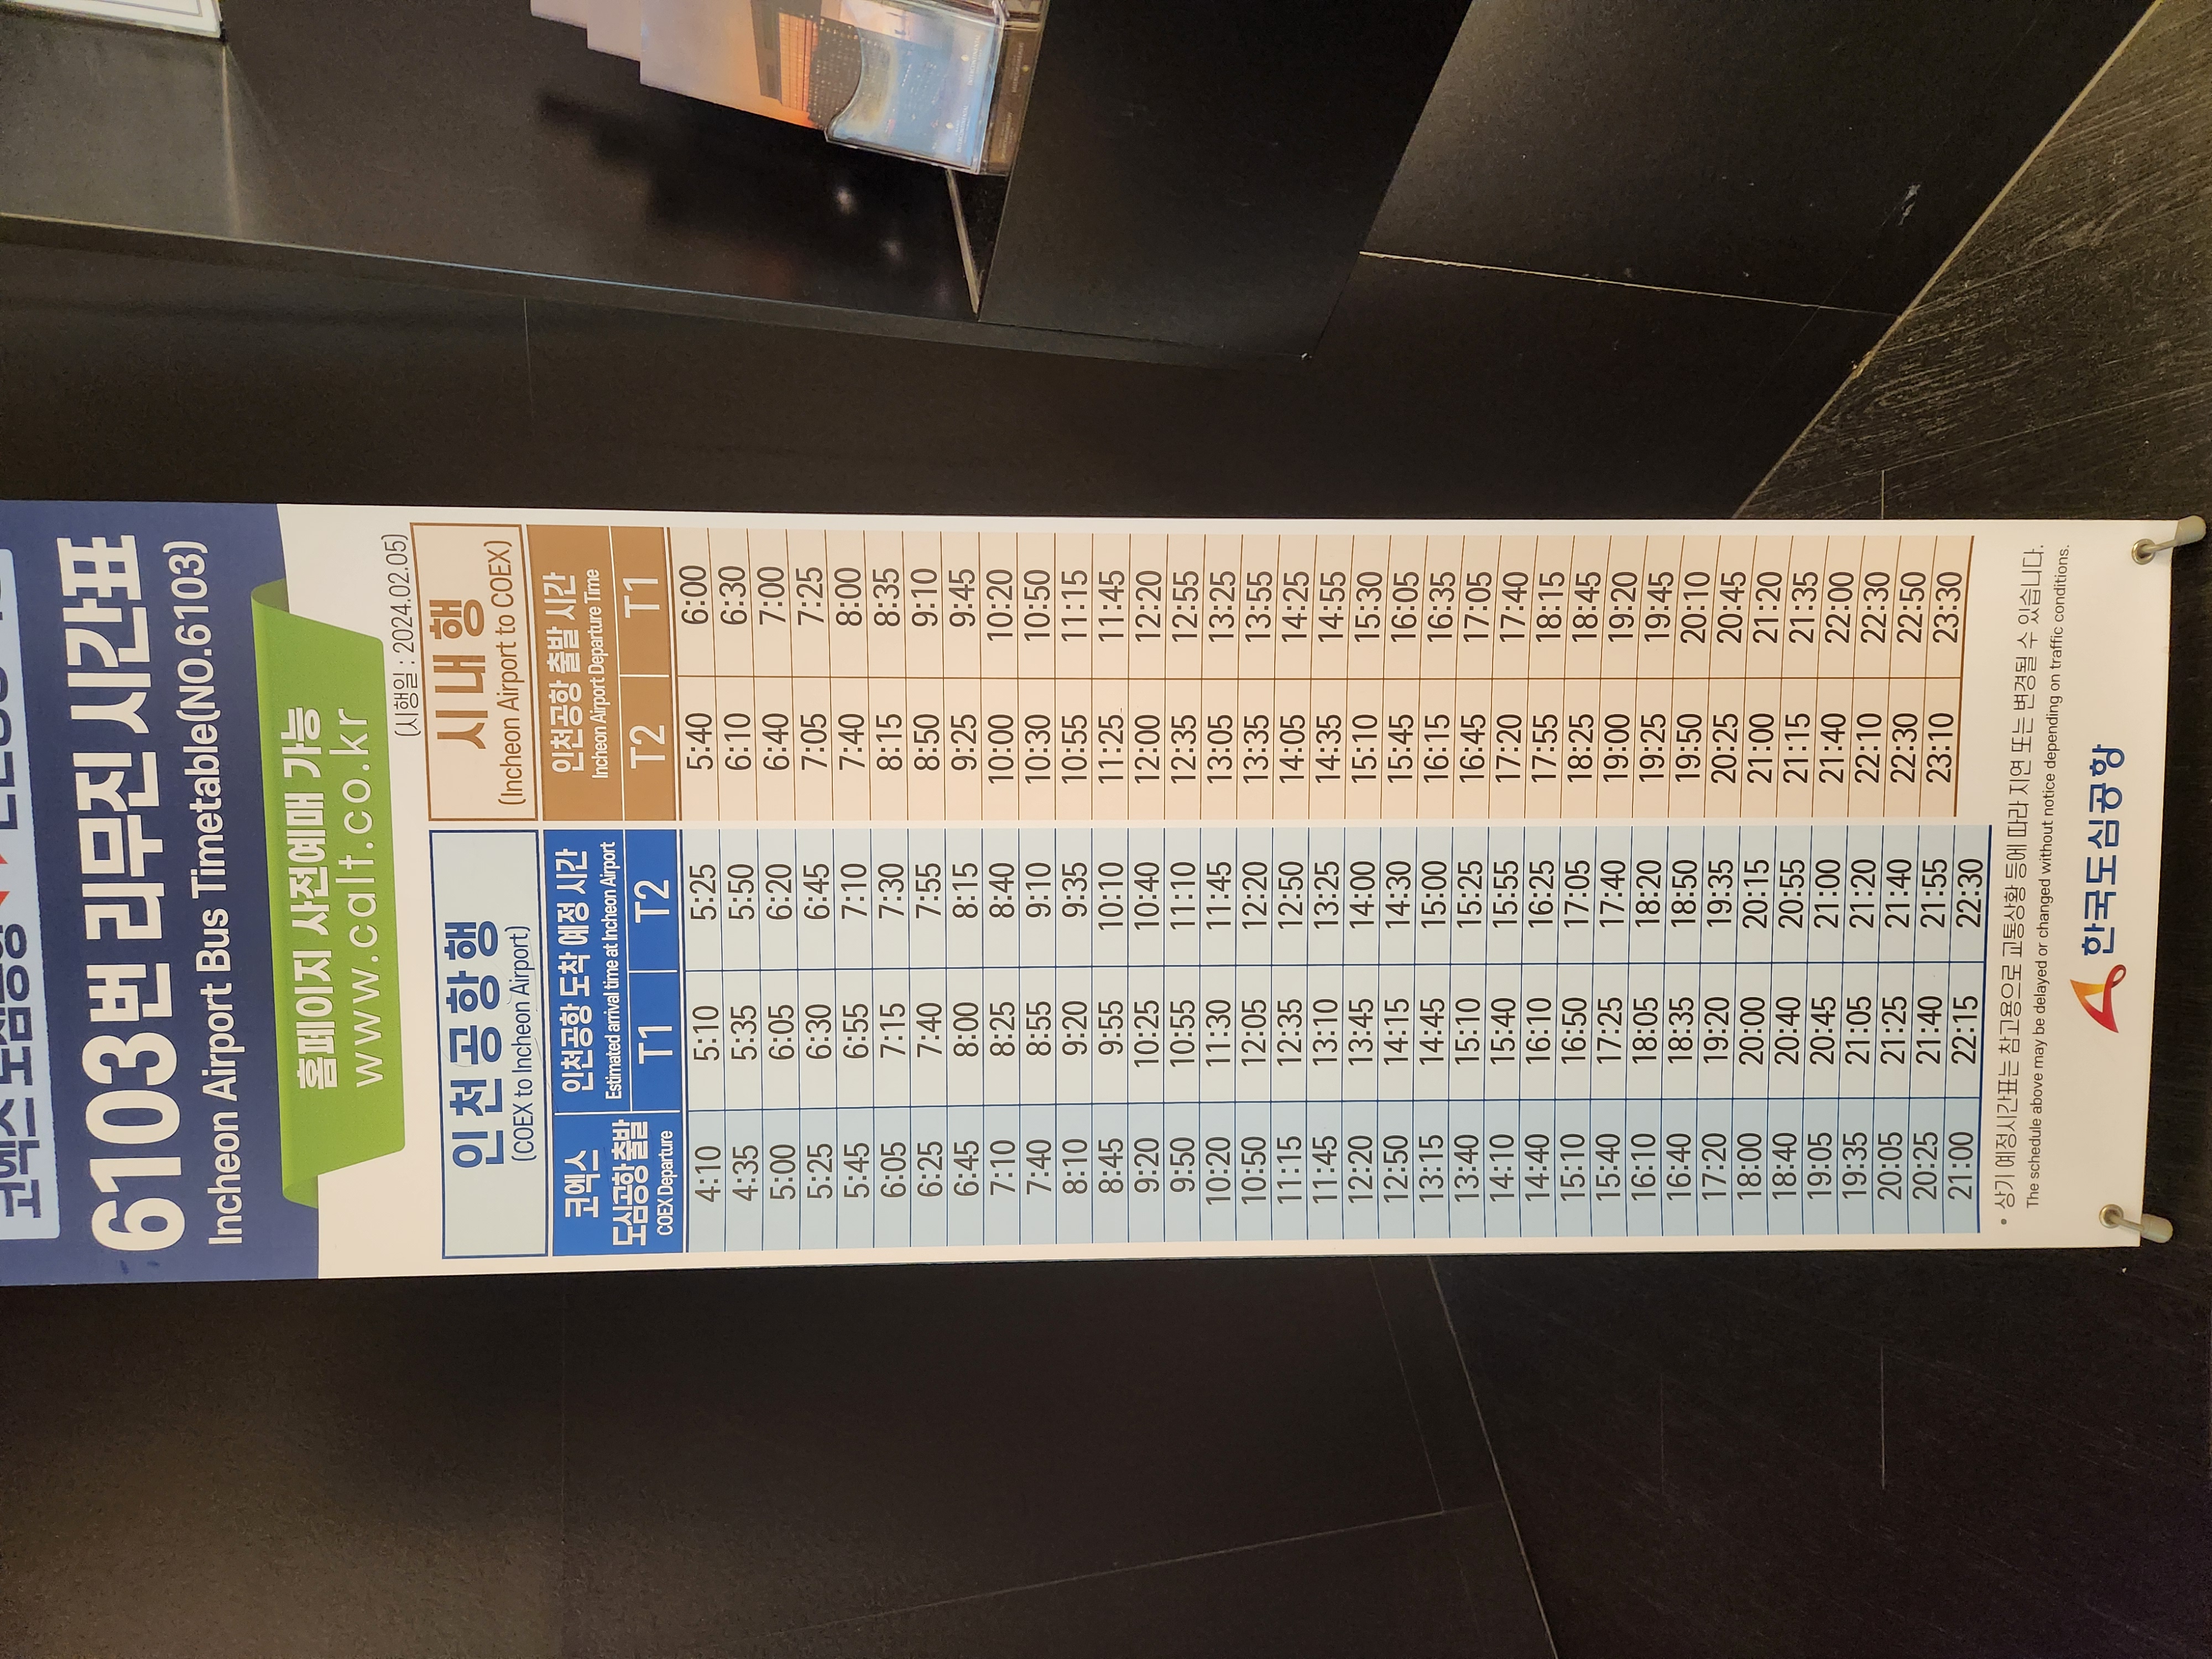 코엑스 도심공항
6103번 리무진 시간표
Incheon Airport Bus Timetable(NO.6103)
홈페이지 사전예매 가능
www.calt.co.kr
(시행일 : 2024.02.05)
인천공항행 시내행
(COEX to Incheon Airport) (Incheon Airport to COEX)
코엑스 인천공항 도착 예정 시간 인천공항 출발 시간
도심공항 출발 Estimated arrival time at Incheon Airport Incheon Airport Departure Time
COEX Departure T1 T2 T2 T1
4:10 5:10 5:25 5:40 6:00
4:35 5:35 5:50 6:10 6:30
5:00 6:05 6:20 6:40 7:00
5:25 6:30 6:45 7:05 7:25
5:45 6:55 7:10 7:40 8:00
6:05 7:15 7:30 8:15 8:35
6:25 7:40 7:55 8:50 9:10
6:45 8:00 8:15 9:25 9:45
7:10 8:25 8:40 10:00 10:20
7:40 8:55 9:10 10:30 10:50
8:10 9:20 9:35 10:55 11:15
8:45 9:55 10:10 11:25 11:45
9:20 10:25 10:40 12:00 12:20
9:50 10:55 11:10 12:35 12:55
10:20 11:30 11:45 13:05 13:25
10:50 12:05 12:20 13:35 13:55
11:15 12:35 12:50 14:05 14:25
11:45 13:10 13:25 14:35 14:55
12:20 13:45 14:00 15:10 15:30
12:50 14:15 14:30 15:45 16:05
13:15 14:45 15:00 16:15 16:35
13:40 15:10 15:25 16:45 17:05
14:10 15:40 15:55 17:20 17:40
14:40 16:10 16:25 17:55 18:15
15:10 16:50 17:05 18:25 18:45
15:40 17:25 17:40 19:00 19:20
16:10 18:05 18:20 19:25 19:45
16:40 18:35 18:50 19:50 20:10
17:20 19:20 19:35 20:25 20:45
18:00 20:00 20:15 21:00 21:20
18:40 20:40 20:55 21:15 21:35
19:05 20:45 21:00 21:40 22:00
19:35 21:05 21:20 22:10 22:30
20:05 21:25 21:40 22:30 22:50
20:25 21:40 21:55 23:10 23:30
21:00 22:15 22:30
• 상기 예정시간표는 참고용으로 교통상황 등에 따라 지연 또는 변경될 수 있습니다.
The schedule above may be delayed or changed without notice depending on traffic conditions.
한국도심공항